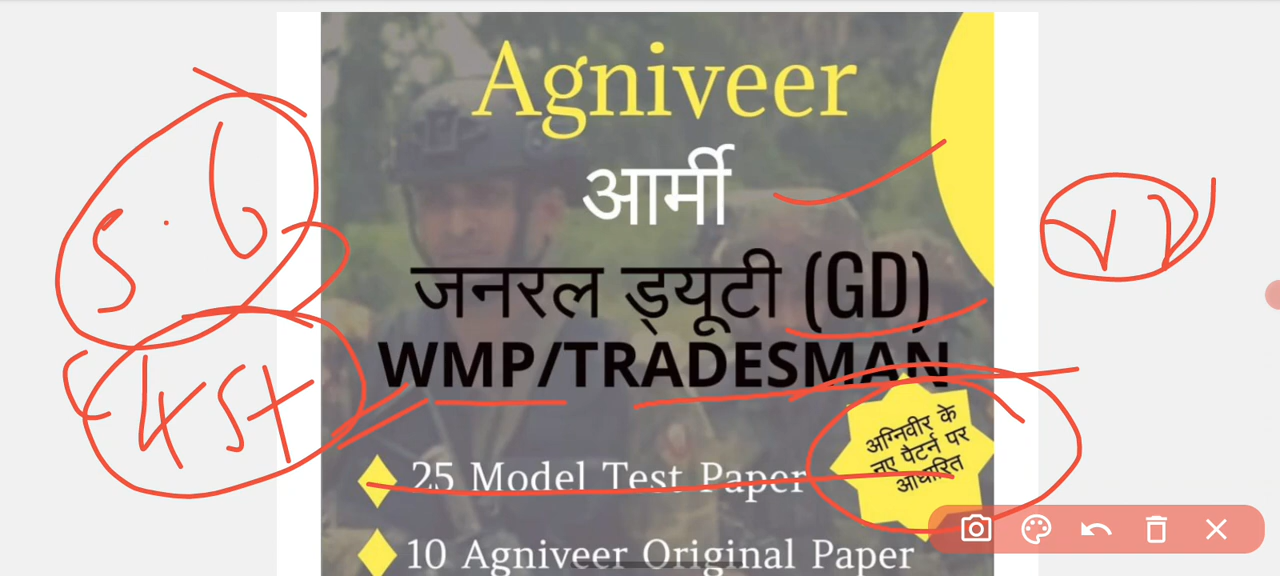 Agniveer
आर्मी
जनरल ड्यूटी (GD)
WMP/TRADESMAN
अग्निवीर के
नए पैटर्न पर
आधारित
25 Model Test Paper
10 Agniveer Original Paper